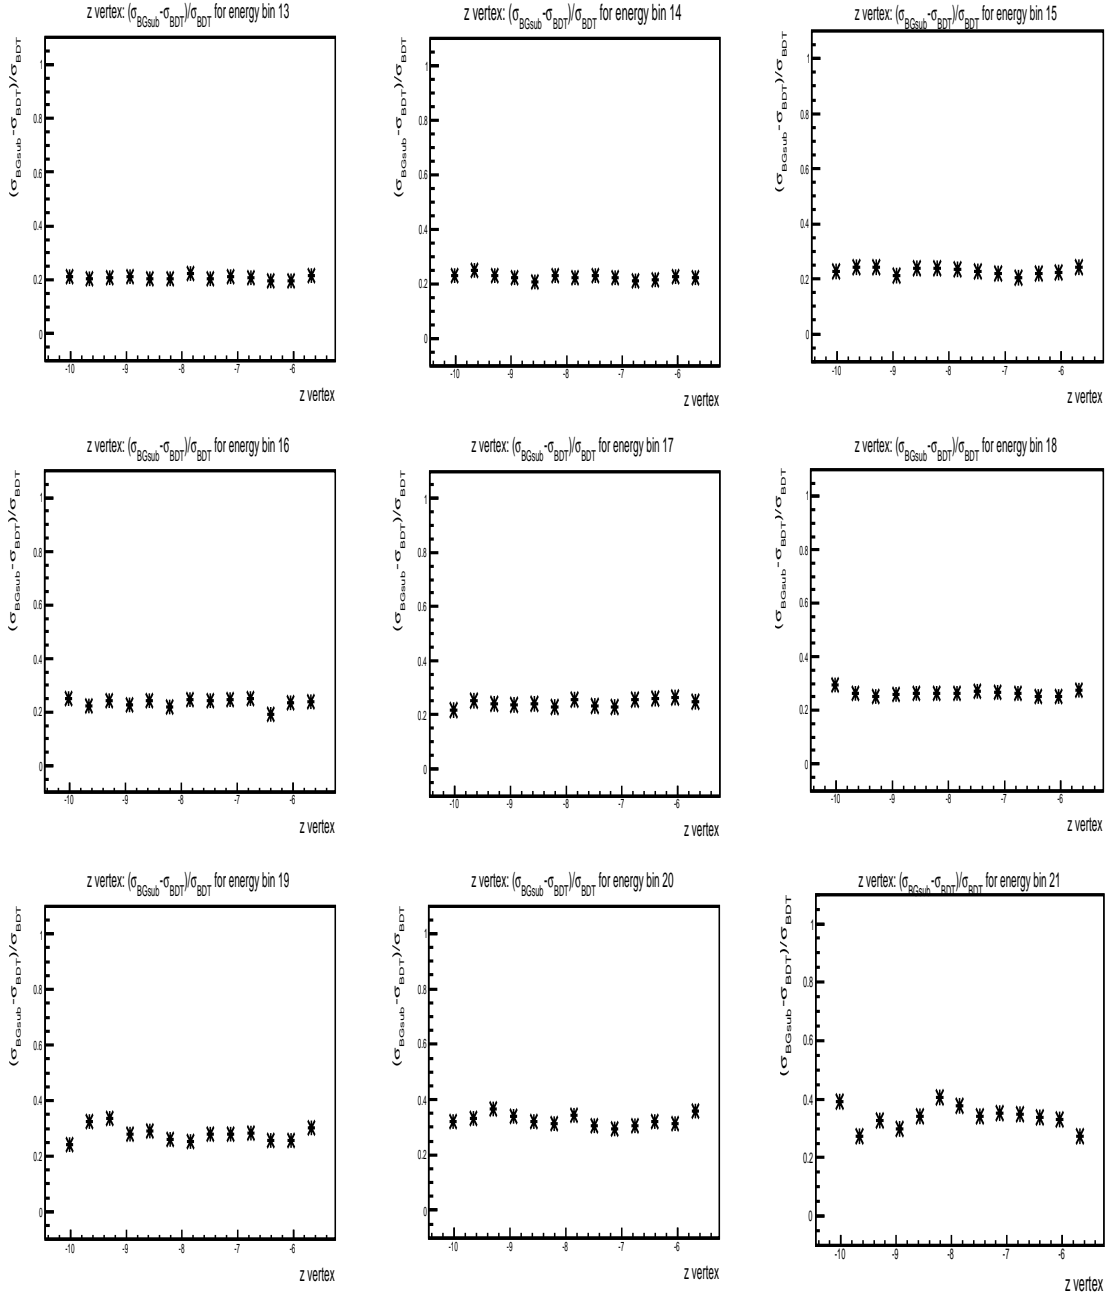 z vertex: (σBGsub-σBDT)/σBDT for energy bin 13
(σBGsub-σBDT)/σBDT
1
0.8
0.6
0.4
0.2
0
-10 -9 -8 -7 -6
z vertex
z vertex: (σBGsub-σBDT)/σBDT for energy bin 14
(σBGsub-σBDT)/σBDT
1
0.8
0.6
0.4
0.2
0
-10 -9 -8 -7 -6
z vertex
z vertex: (σBGsub-σBDT)/σBDT for energy bin 15
(σBGsub-σBDT)/σBDT
1
0.8
0.6
0.4
0.2
0
-10 -9 -8 -7 -6
z vertex
z vertex: (σBGsub-σBDT)/σBDT for energy bin 16
(σBGsub-σBDT)/σBDT
1
0.8
0.6
0.4
0.2
0
-10 -9 -8 -7 -6
z vertex
z vertex: (σBGsub-σBDT)/σBDT for energy bin 17
(σBGsub-σBDT)/σBDT
1
0.8
0.6
0.4
0.2
0
-10 -9 -8 -7 -6
z vertex
z vertex: (σBGsub-σBDT)/σBDT for energy bin 18
(σBGsub-σBDT)/σBDT
1
0.8
0.6
0.4
0.2
0
-10 -9 -8 -7 -6
z vertex
z vertex: (σBGsub-σBDT)/σBDT for energy bin 19
(σBGsub-σBDT)/σBDT
1
0.8
0.6
0.4
0.2
0
-10 -9 -8 -7 -6
z vertex
z vertex: (σBGsub-σBDT)/σBDT for energy bin 20
(σBGsub-σBDT)/σBDT
1
0.8
0.6
0.4
0.2
0
-10 -9 -8 -7 -6
z vertex
z vertex: (σBGsub-σBDT)/σBDT for energy bin 21
(σBGsub-σBDT)/σBDT
1
0.8
0.6
0.4
0.2
0
-10 -9 -8 -7 -6
z vertex